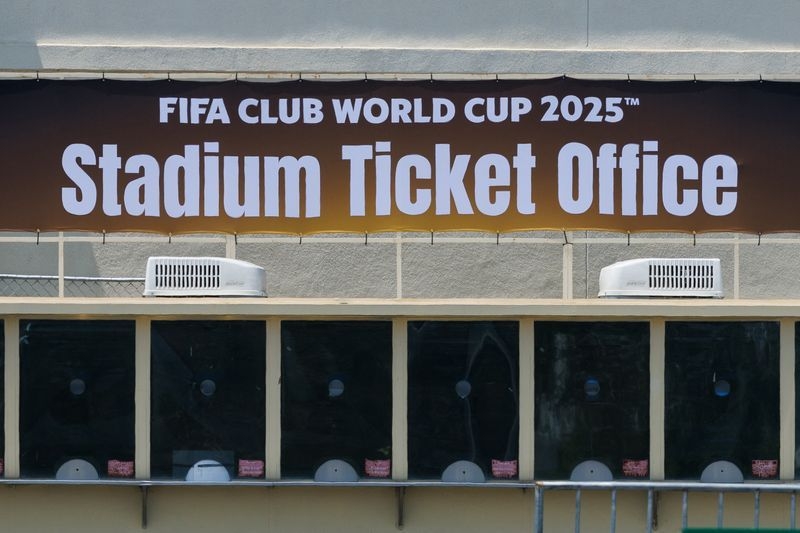 FIFA CLUB WORLD CUP 2025™
Stadium Ticket Office